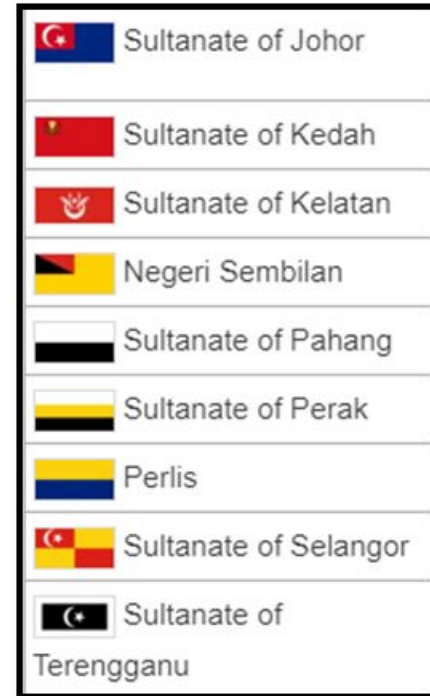 Sultanate of Johor
Sultanate of Kedah
Sultanate of Kelatan
Negeri Sembilan
Sultanate of Pahang
Sultanate of Perak
Perlis
Sultanate of Selangor
Sultanate of
Terengganu